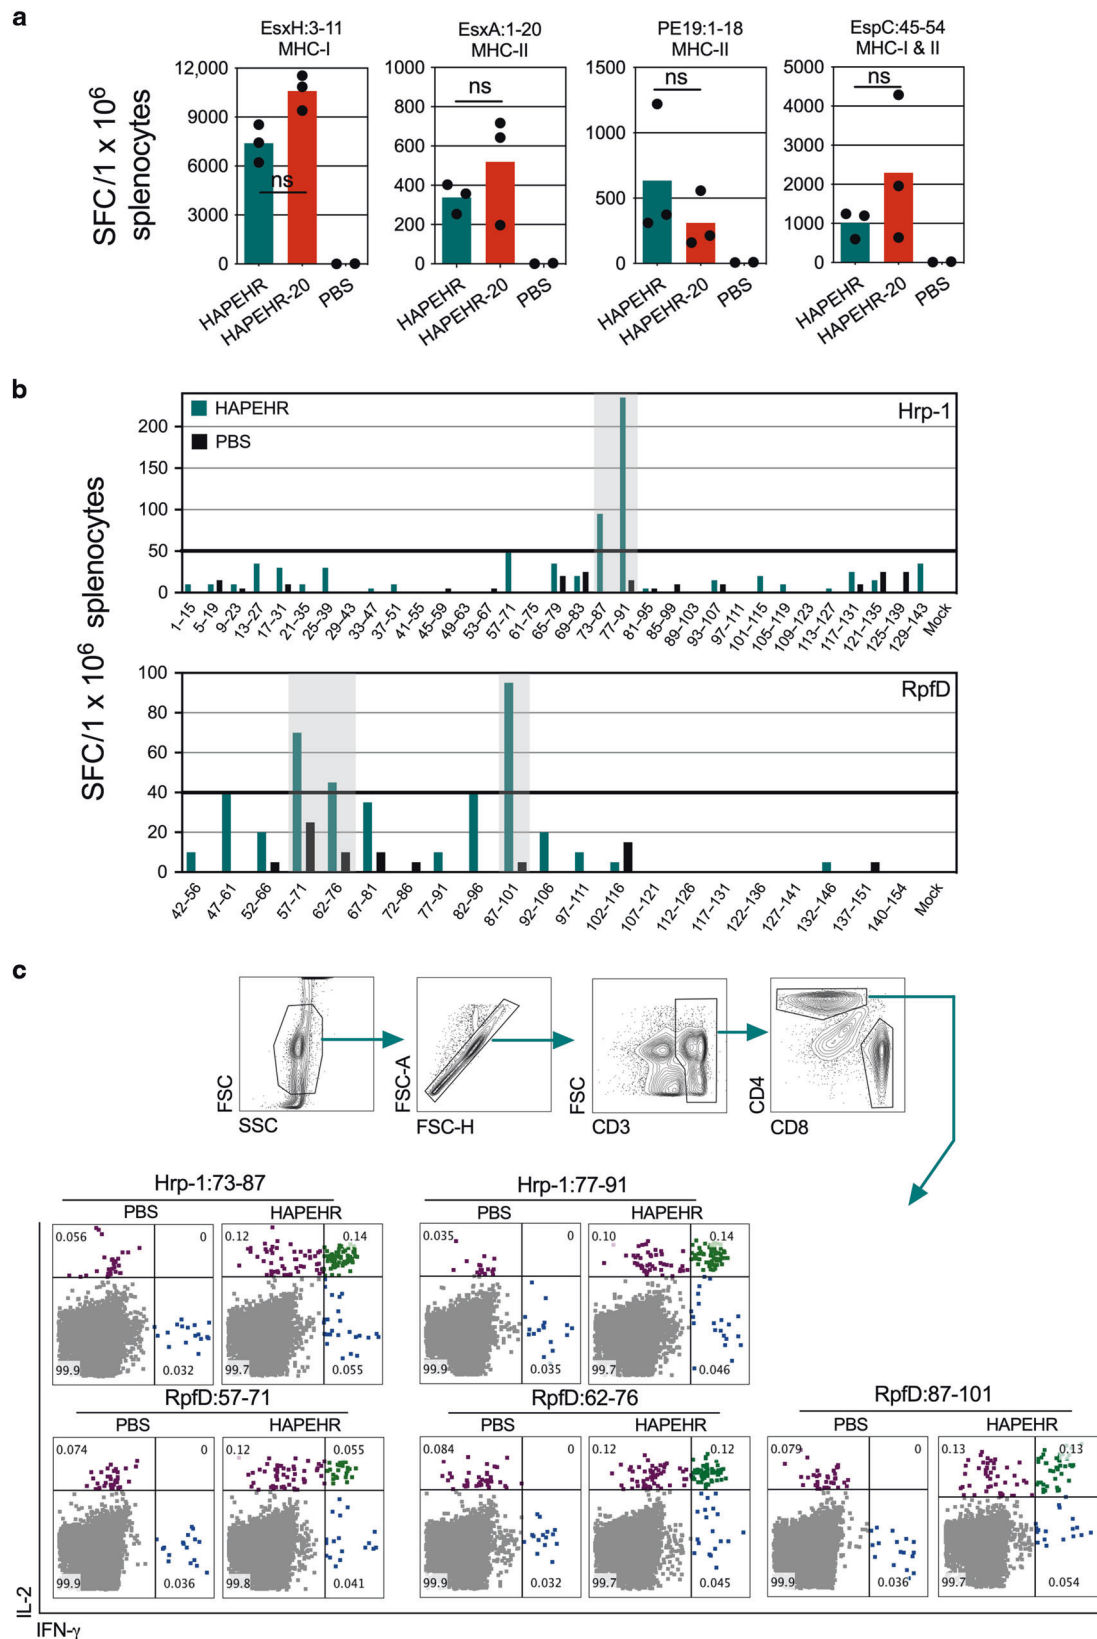 a
EsxH:3-11
MHC-I
EsxA:1-20
MHC-II
PE19:1-18
MHC-II
EspC:45-54
MHC-I & II
SFC/1 x 10⁶
splenocytes
12,000
9000
6000
3000
0
ns
HAPEHR
HAPEHR-20
PBS
1000
800
600
400
200
0
ns
HAPEHR
HAPEHR-20
PBS
1500
1000
500
0
ns
HAPEHR
HAPEHR-20
PBS
5000
4000
3000
2000
1000
0
ns
HAPEHR
HAPEHR-20
PBS
b
SFC/1 x 10⁶ splenocytes
HAPEHR
PBS
Hrp-1
200
150
100
50
0
1–15
5–19
9–23
13–27
17–31
21–35
25–39
29–43
33–47
37–51
41–55
45–59
49–63
53–67
57–71
61–75
65–79
69–83
73–87
77–91
81–95
85–99
89–103
93–107
97–111
101–115
105–119
109–123
113–127
117–131
121–135
125–139
129–143
Mock
SFC/1 x 10⁶
RpfD
100
80
60
40
20
0
42–56
47–61
52–66
57–71
62–76
67–81
72–86
77–91
82–96
87–101
92–106
97–111
102–116
107–121
112–126
117–131
122–136
127–141
132–146
137–151
140–154
Mock
c
FSC
SSC
FSC-A
FSC-H
FSC
CD3
CD4
CD8
Hrp-1:73-87
PBS
HAPEHR
0.056
0
99.9
0.032
0.12
0.14
99.7
0.055
Hrp-1:77-91
PBS
HAPEHR
0.035
0
99.9
0.035
0.10
0.14
99.7
0.046
RpfD:57-71
PBS
HAPEHR
0.074
0
99.9
0.036
0.12
0.055
99.8
0.041
RpfD:62-76
PBS
HAPEHR
0.084
0
99.9
0.032
0.12
0.12
99.7
0.045
RpfD:87-101
PBS
HAPEHR
0.079
0
99.9
0.036
0.13
0.13
99.7
0.054
IL-2
IFN-γ